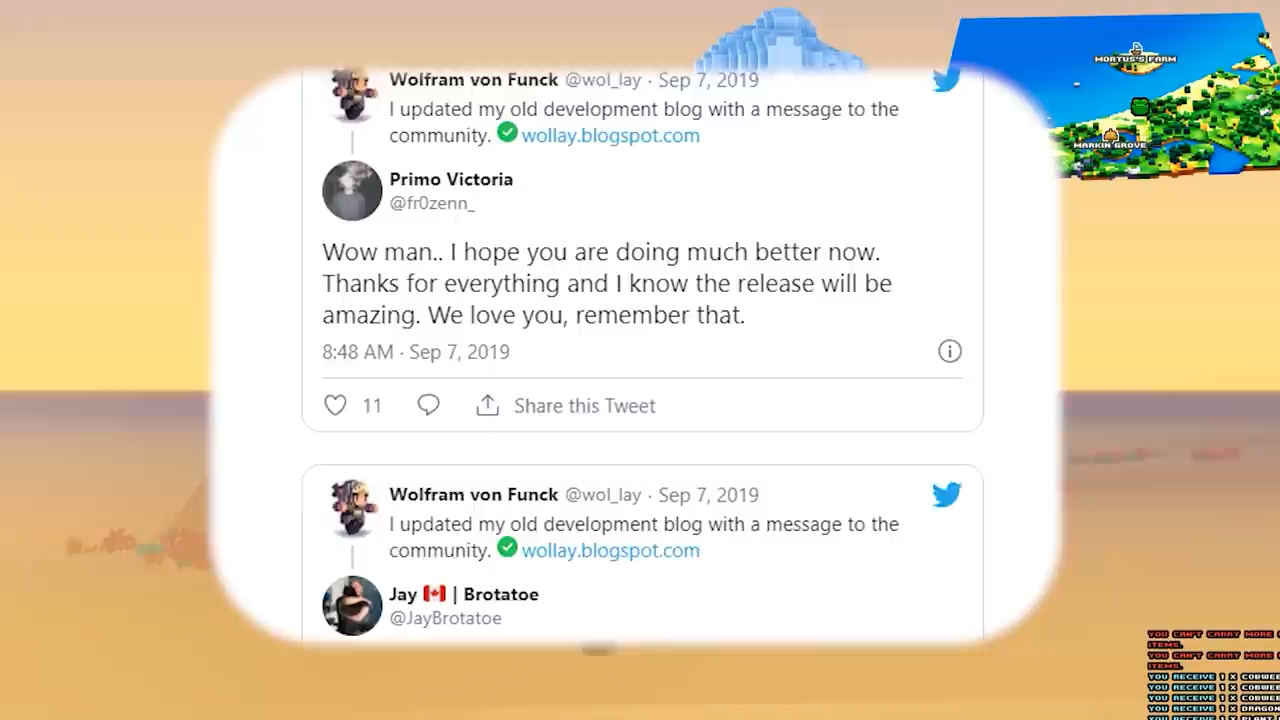 Wolfram von Funck @wol_lay · Sep 7, 2019
I updated my old development blog with a message to the
community. ✅ wollay.blogspot.com
Primo Victoria
@fr0zenn_
Wow man.. I hope you are doing much better now.
Thanks for everything and I know the release will be
amazing. We love you, remember that.
8:48 AM · Sep 7, 2019
11
Share this Tweet
Wolfram von Funck @wol_lay · Sep 7, 2019
I updated my old development blog with a message to the
community. ✅ wollay.blogspot.com
Jay 🇨🇦 | Brotatoe
@JayBrotatoe
MORTUS'S FARM
MARKIN GROVE
YOU CAN'T CARRY MORE
ITEMS.
YOU CAN'T CARRY MORE
ITEMS.
YOU RECEIVE 1 X COBWEB
YOU RECEIVE 1 X COBWEB
YOU RECEIVE 1 X COBWEB
YOU RECEIVE 1 X DRAGON
YOU RECEIVE 1 X